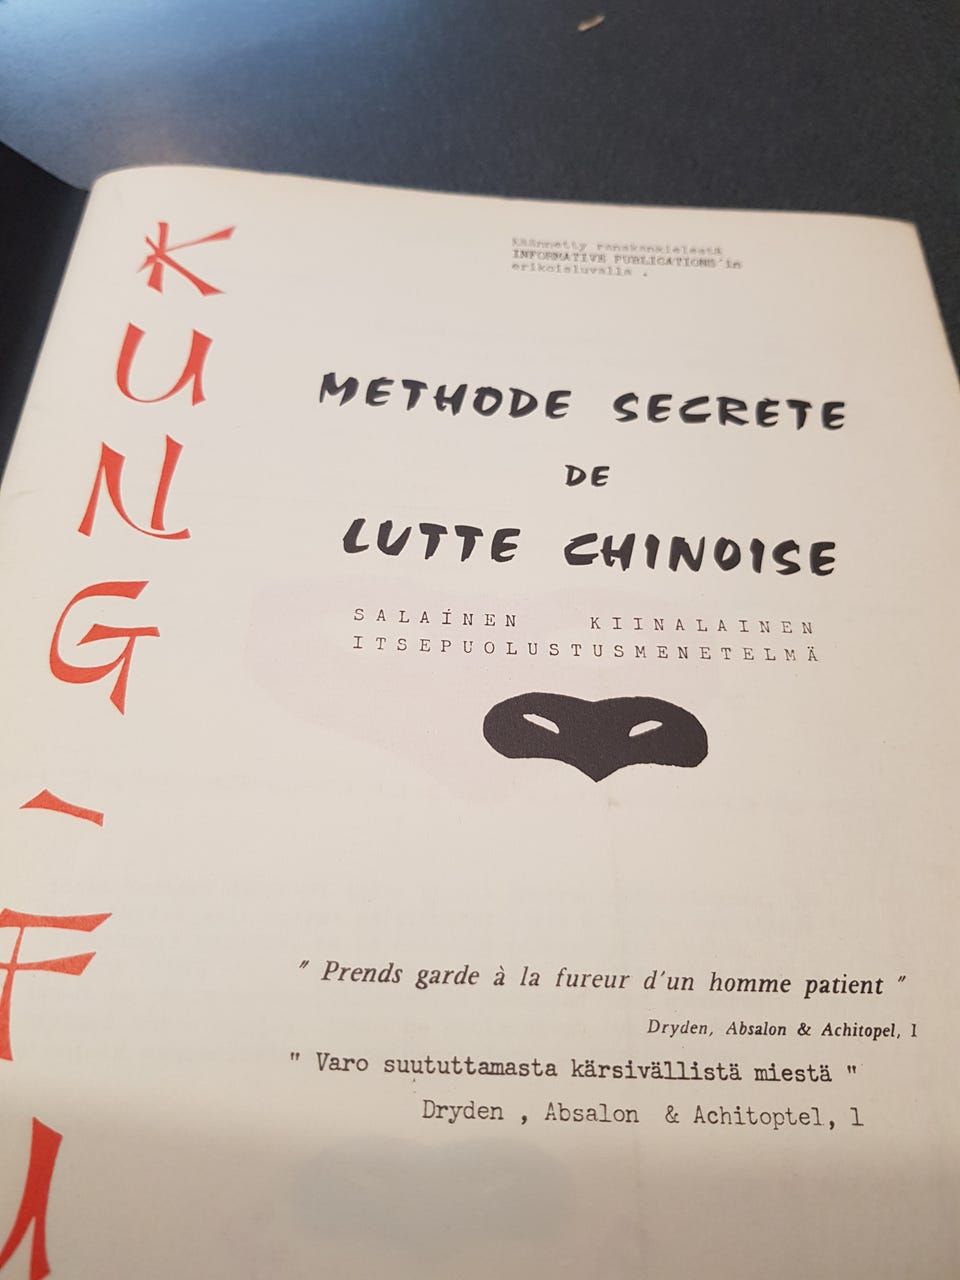 KUNG-FU
Käännetty ranskankielestä
INFORMATIVE PUBLICATIONS'in
erikoisluvalla .
METHODE SECRETE
DE
LUTTE CHINOISE
SALAÍNEN KIINALAINEN
ITSEPUOLUSTUSMENETELMÄ
" Prends garde à la fureur d'un homme patient "
Dryden, Absalon & Achitopel, 1
" Varo suututtamasta kärsivällistä miestä "
Dryden , Absalon & Achitoptel, 1